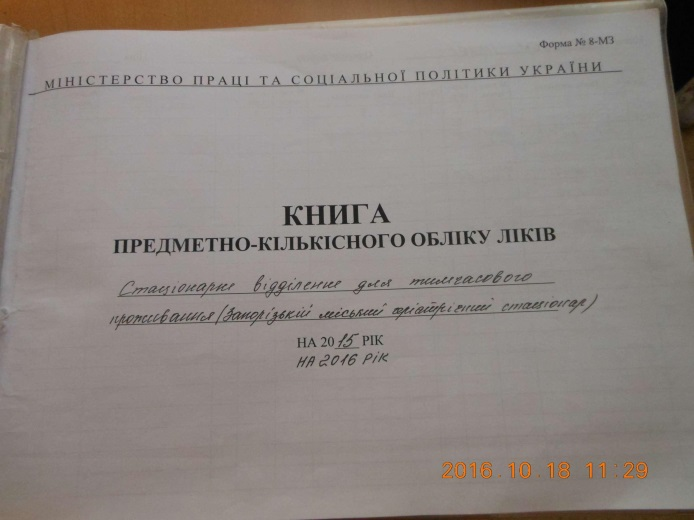 Форма № 8-МЗ
МІНІСТЕРСТВО ПРАЦІ ТА СОЦІАЛЬНОЇ ПОЛІТИКИ УКРАЇНИ
КНИГА
ПРЕДМЕТНО-КІЛЬКІСНОГО ОБЛІКУ ЛІКІВ
Стаціонарне відділення для тимчасового
проживання (Запорізький міський геріатричний стаціонар)
НА 2015 РІК
НА 2016 РІК
2016.10.18 11:29